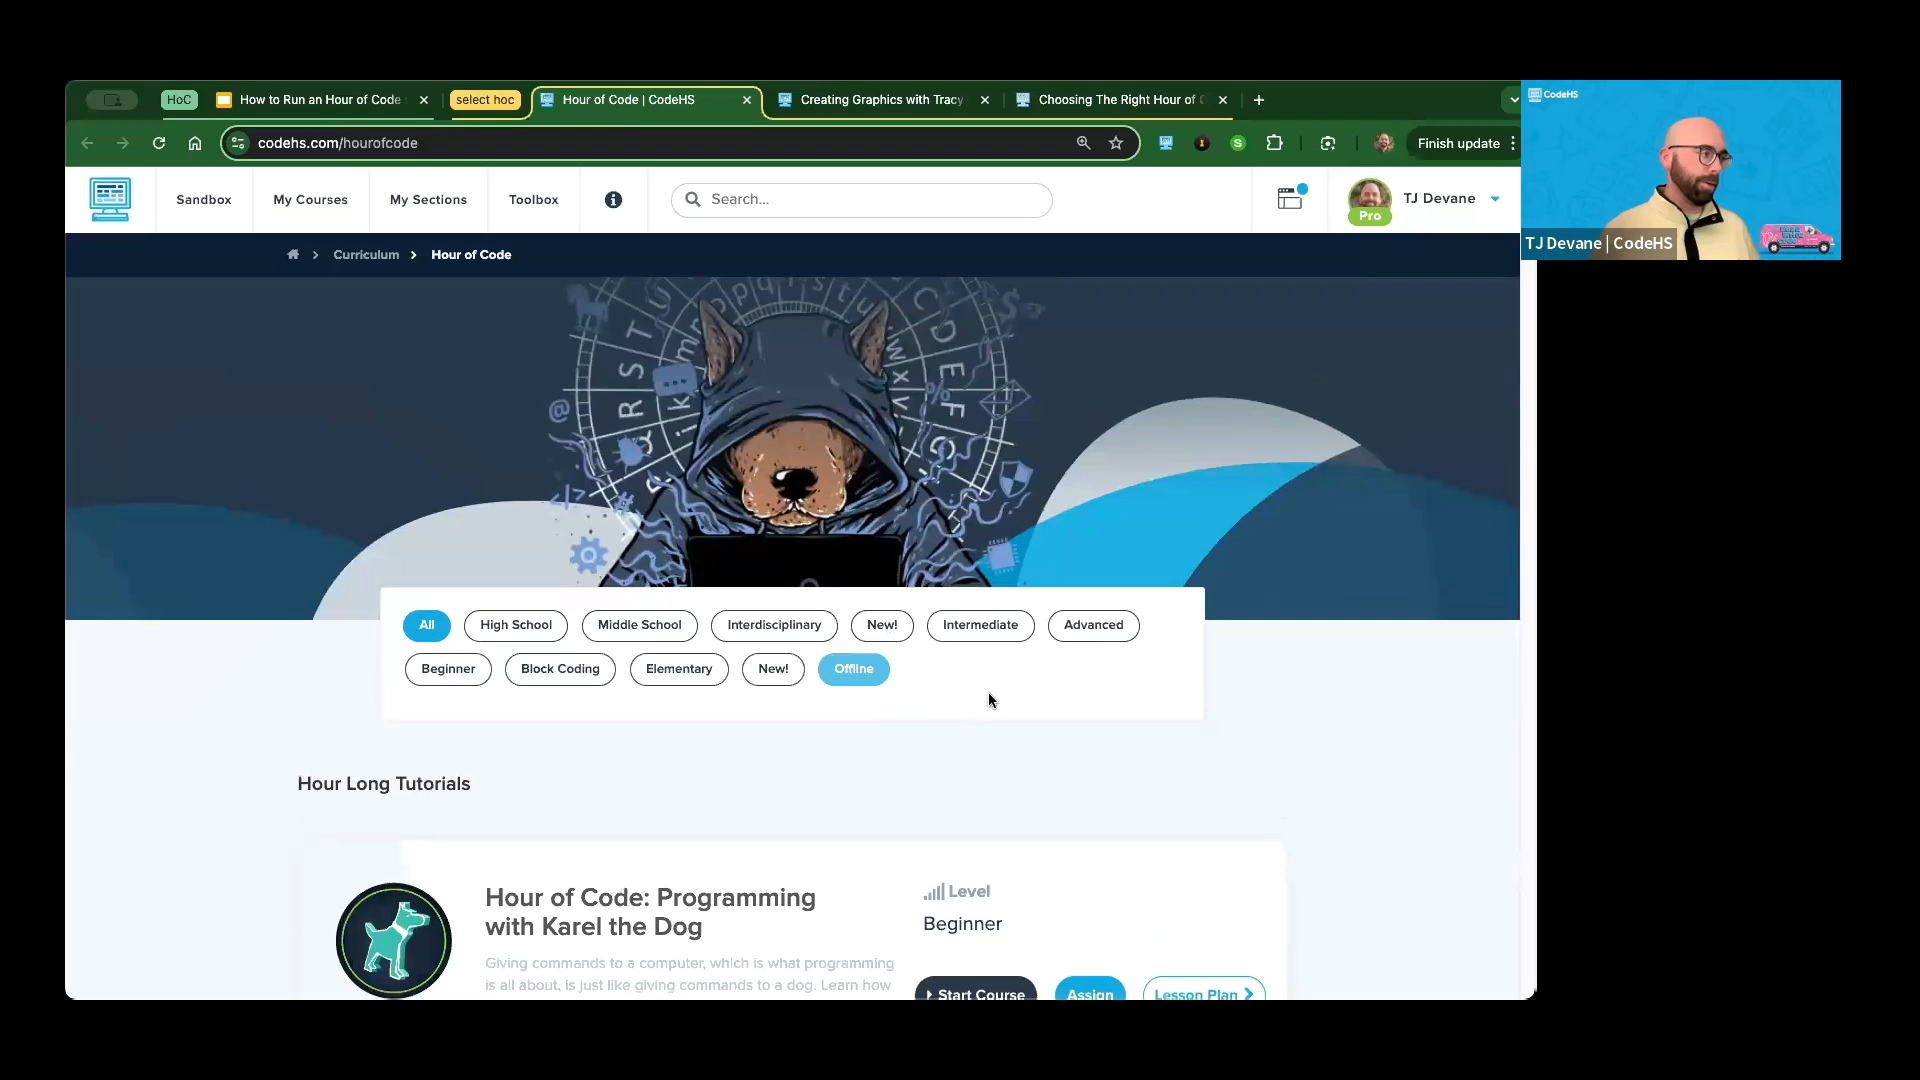 HoC
How to Run an Hour of Code
select hoc
Hour of Code | CodeHS
Creating Graphics with Tracy
Choosing The Right Hour of
codehs.com/hourofcode
Finish update
Sandbox
My Courses
My Sections
Toolbox
Search...
Pro
TJ Devane
CodeHS
TJ Devane | CodeHS
Curriculum
Hour of Code
All
High School
Middle School
Interdisciplinary
New!
Intermediate
Advanced
Beginner
Block Coding
Elementary
New!
Offline
Hour Long Tutorials
Hour of Code: Programming
with Karel the Dog
Giving commands to a computer, which is what programming
is all about, is just like giving commands to a dog. Learn how
Level
Beginner
Start Course
Assign
Lesson Plan